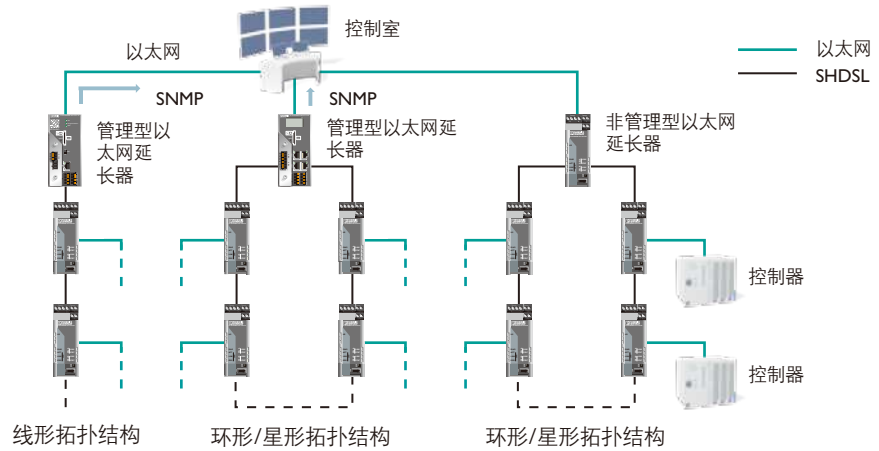 控制室
以太网
以太网
SHDSL
SNMP
SNMP
管理型以
太网延
长器
管理型以太网延
长器
非管理型以太网
延长器
控制器
控制器
线形拓扑结构
环形/星形拓扑结构
环形/星形拓扑结构